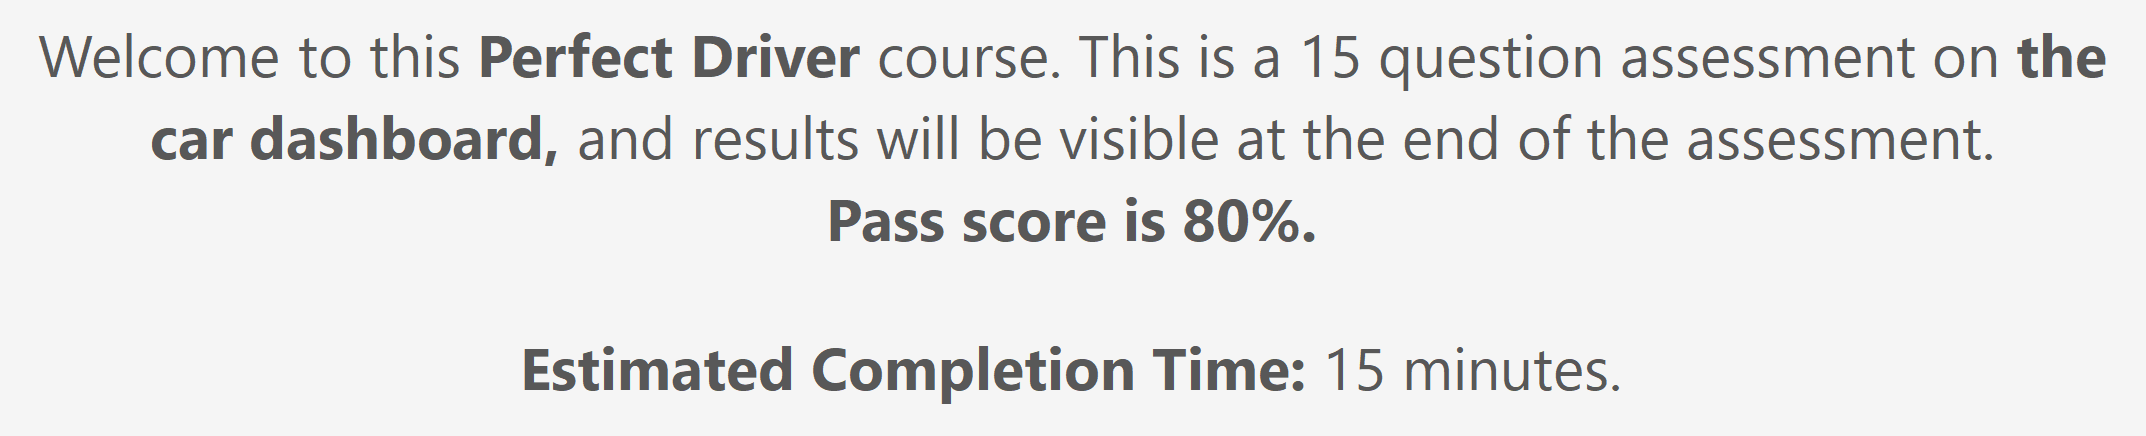 Welcome to this Perfect Driver course. This is a 15 question assessment on the
car dashboard, and results will be visible at the end of the assessment.
Pass score is 80%.
Estimated Completion Time: 15 minutes.